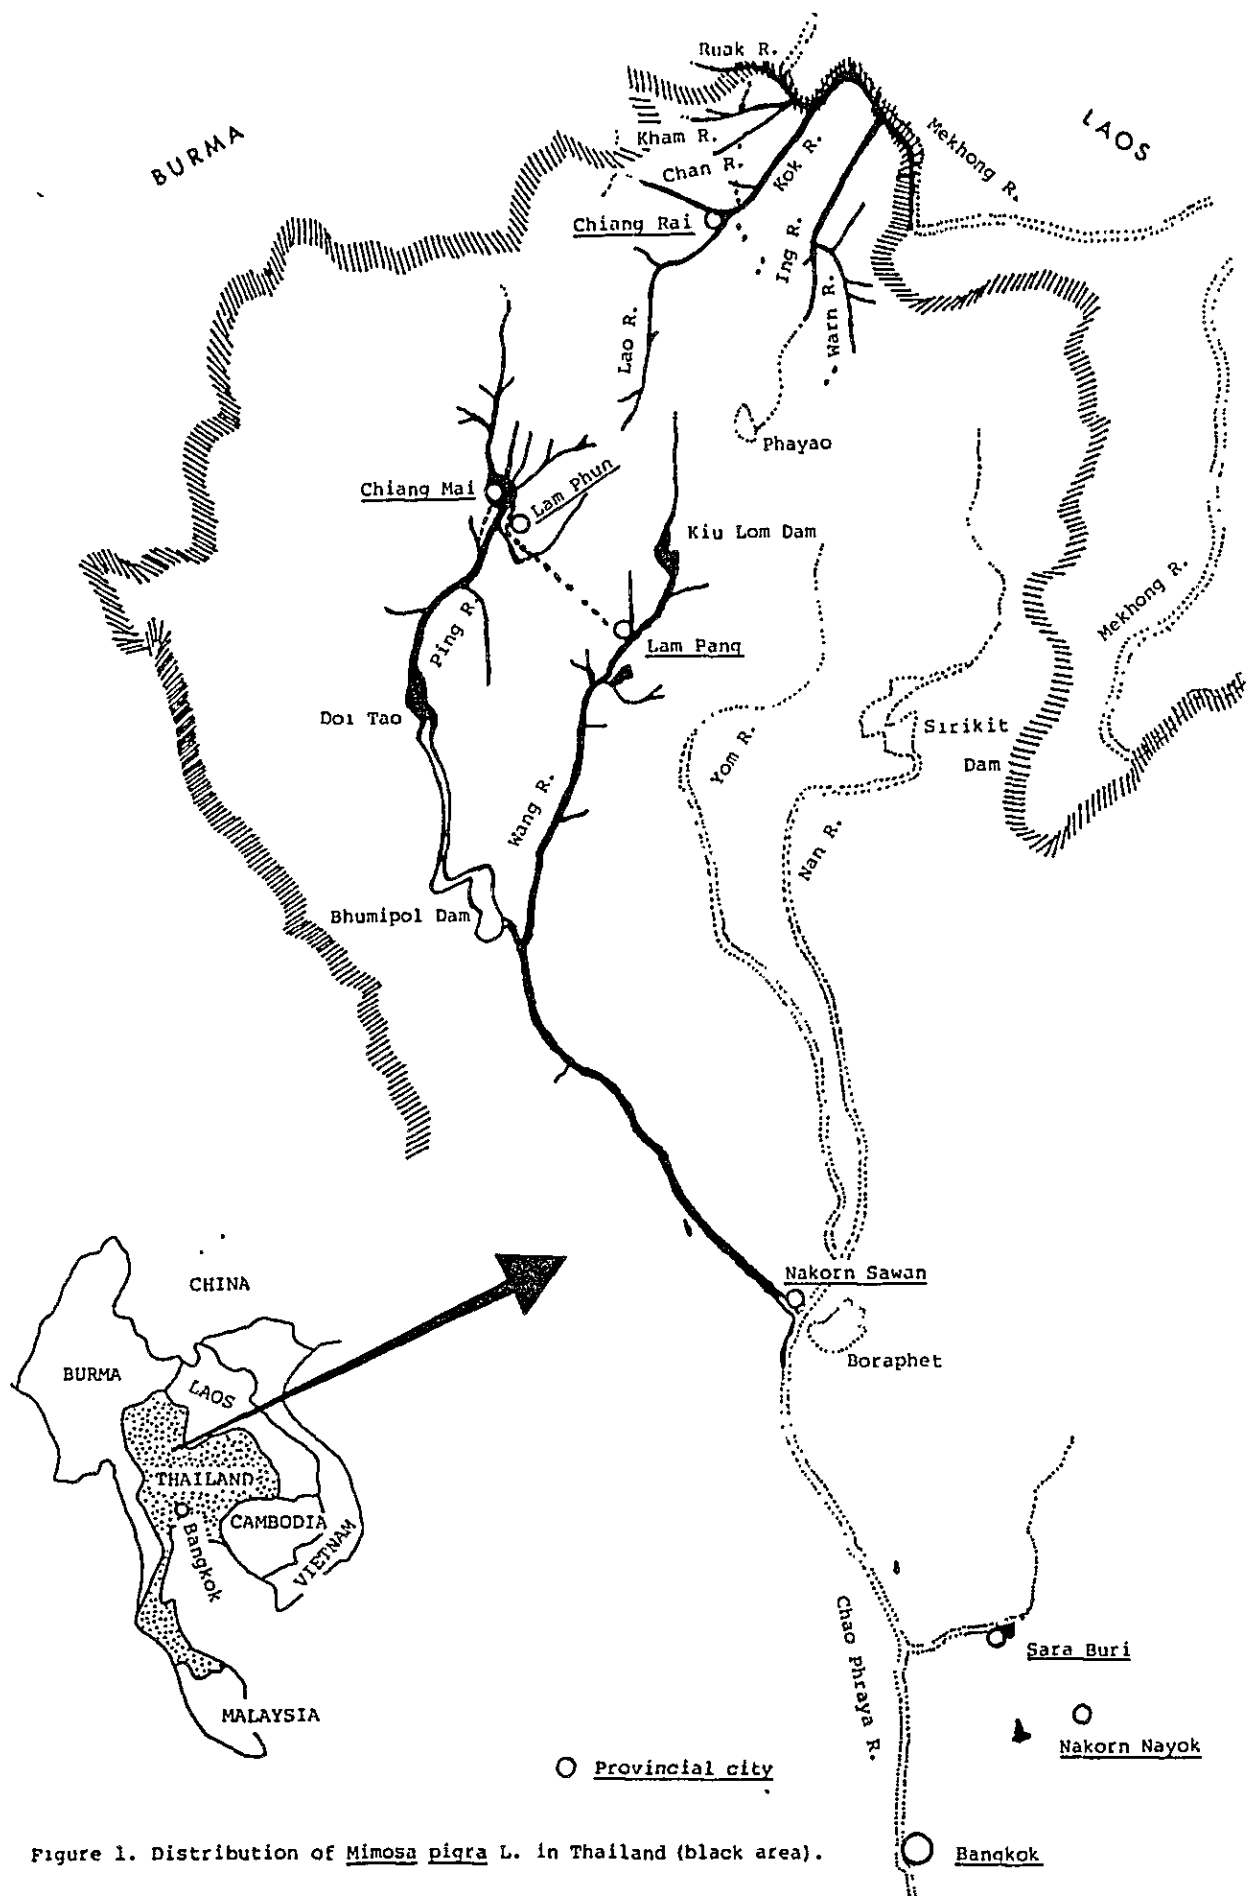 Ruak R.
BURMA
LAOS
Kham R.
Mekhong R.
Chan R.
Kok R.
Chiang Rai
Ing R.
Warn R.
Lao R.
Phayao
Chiang Mai
Lam Phun
Kiu Lom Dam
Mekhong R.
Ping R.
Lam Pang
Doi Tao
Sirikit
Dam
Yom R.
Wang R.
Nan R.
Bhumipol Dam
Nakorn Sawan
Boraphet
CHINA
BURMA
LAOS
THAILAND
CAMBODIA
Bangkok
VIETNAM
MALAYSIA
Chao phraya R.
Sara Buri
Nakorn Nayok
Provincial city
Bangkok
Figure 1. Distribution of Mimosa pigra L. in Thailand (black area).